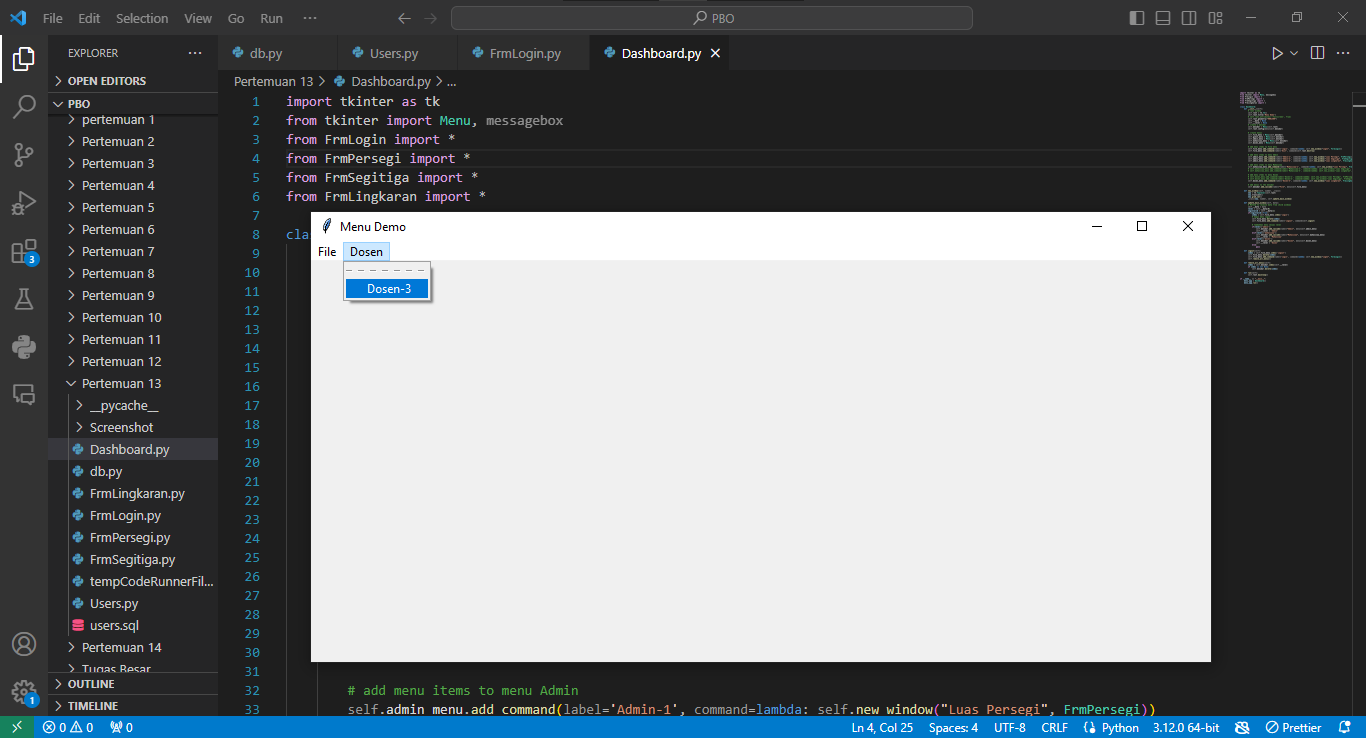 File Edit Selection View Go Run ··· PBO
EXPLORER ···
OPEN EDITORS
PBO
pertemuan 1
Pertemuan 2
Pertemuan 3
Pertemuan 4
Pertemuan 5
Pertemuan 6
Pertemuan 7
Pertemuan 8
Pertemuan 9
Pertemuan 10
Pertemuan 11
Pertemuan 12
Pertemuan 13
__pycache__
Screenshot
Dashboard.py
db.py
FrmLingkaran.py
FrmLogin.py
FrmPersegi.py
FrmSegitiga.py
tempCodeRunnerFil...
Users.py
users.sql
Pertemuan 14
Tugas Besar
OUTLINE
TIMELINE
3
1
db.py Users.py FrmLogin.py Dashboard.py
Pertemuan 13 > Dashboard.py > ...
1 import tkinter as tk
2 from tkinter import Menu, messagebox
3 from FrmLogin import *
4 from FrmPersegi import *
5 from FrmSegitiga import *
6 from FrmLingkaran import *
7
8 cla
9
10
11
12
13
14
15
16
17
18
19
20
21
22
23
24
25
26
27
28
29
30
31
32 # add menu items to menu Admin
33 self.admin_menu.add_command(label='Admin-1', command=lambda: self.new_window("Luas Persegi", FrmPersegi))
Menu Demo
File Dosen
Dosen-3
0 0 0 Ln 4, Col 25 Spaces: 4 UTF-8 CRLF Python 3.12.0 64-bit Prettier